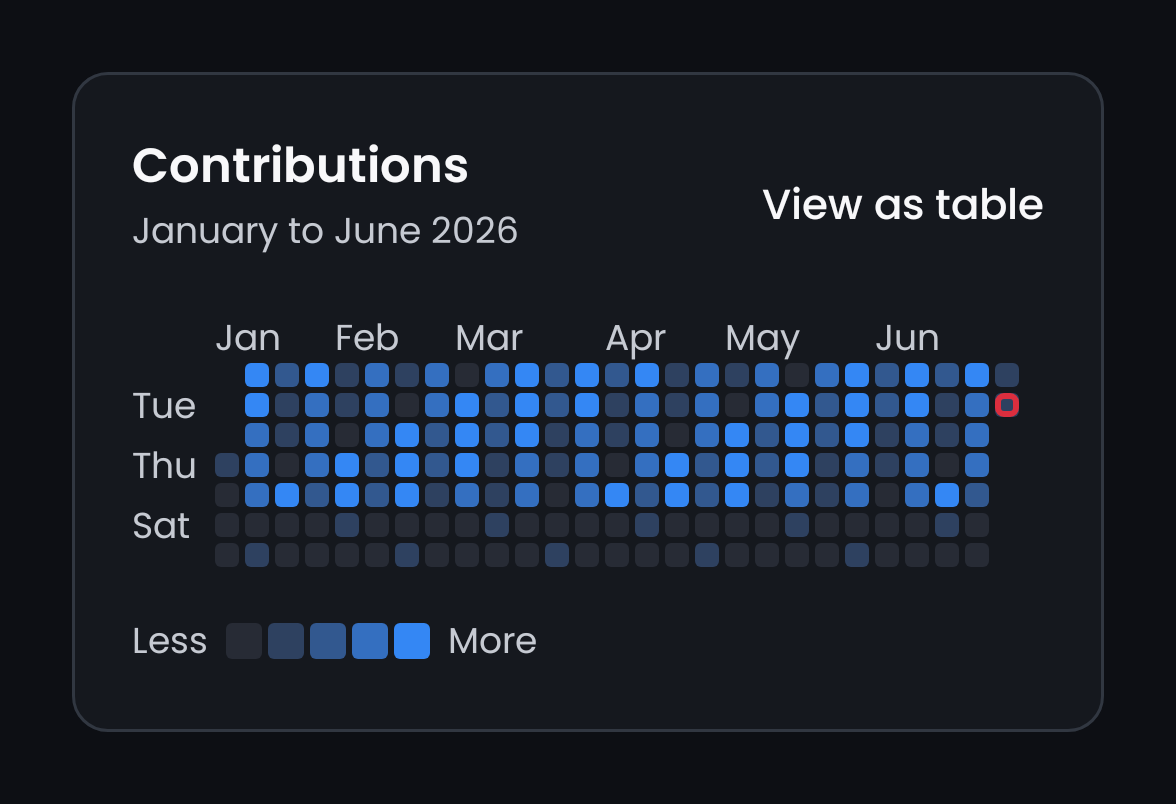 Contributions
January to June 2026
View as table
Jan Feb Mar Apr May Jun
Tue
Thu
Sat
Less More